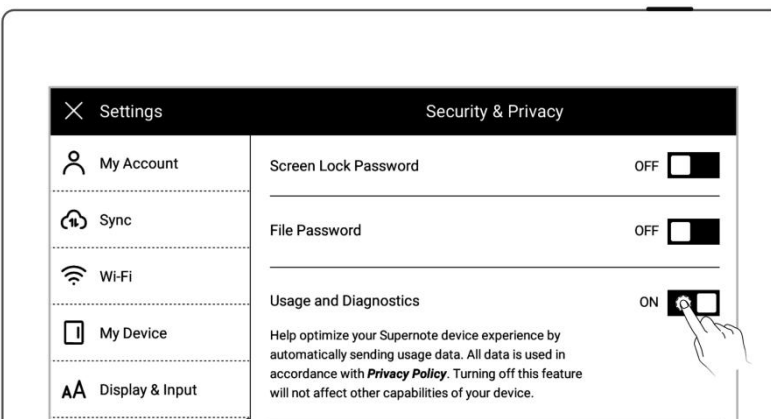 Settings
Security & Privacy
My Account
Sync
Wi-Fi
My Device
Display & Input
Screen Lock Password
OFF
File Password
OFF
Usage and Diagnostics
ON
Help optimize your Supernote device experience by
automatically sending usage data. All data is used in
accordance with Privacy Policy. Turning off this feature
will not affect other capabilities of your device.